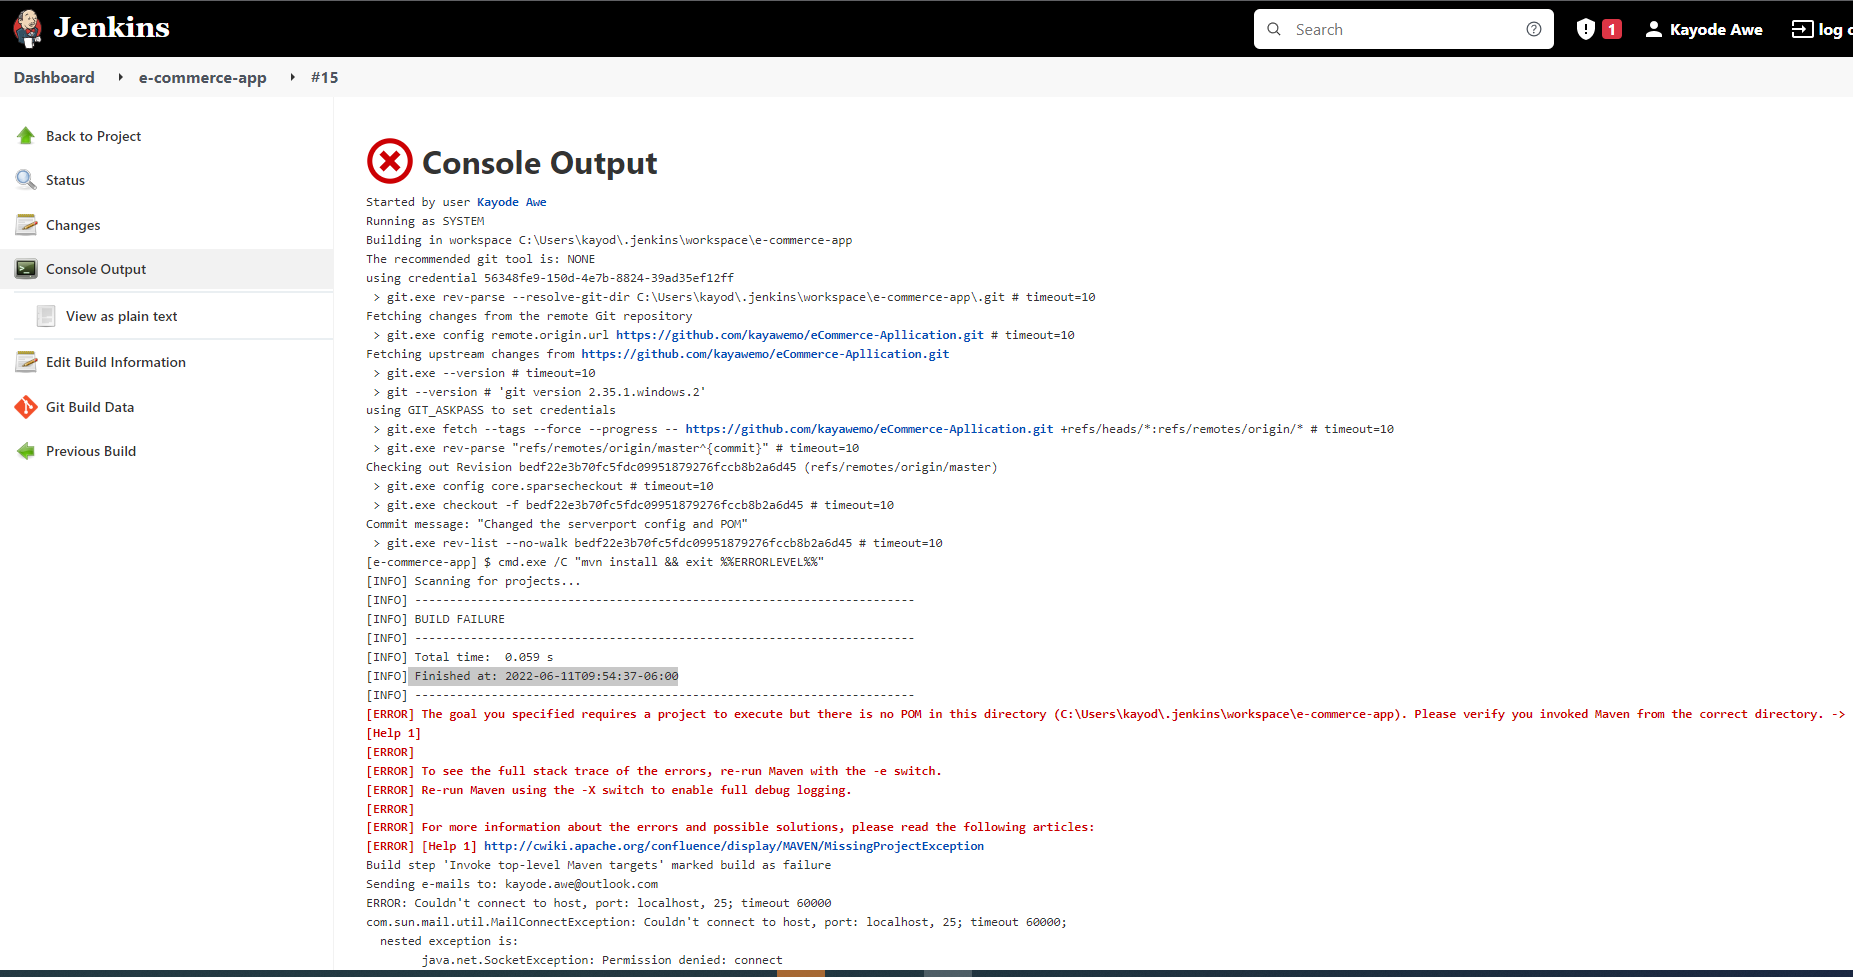 Jenkins
Search
1
Kayode Awe
log
Dashboard
e-commerce-app
#15
Back to Project
Status
Changes
Console Output
View as plain text
Edit Build Information
Git Build Data
Previous Build
Console Output
Started by user Kayode Awe
Running as SYSTEM
Building in workspace C:\Users\kayod\.jenkins\workspace\e-commerce-app
The recommended git tool is: NONE
using credential 56348fe9-150d-4e7b-8824-39ad35ef12ff
> git.exe rev-parse --resolve-git-dir C:\Users\kayod\.jenkins\workspace\e-commerce-app\.git # timeout=10
Fetching changes from the remote Git repository
> git.exe config remote.origin.url https://github.com/kayawemo/eCommerce-Apllication.git # timeout=10
Fetching upstream changes from https://github.com/kayawemo/eCommerce-Apllication.git
> git.exe --version # timeout=10
> git --version # 'git version 2.35.1.windows.2'
using GIT_ASKPASS to set credentials
> git.exe fetch --tags --force --progress -- https://github.com/kayawemo/eCommerce-Apllication.git +refs/heads/*:refs/remotes/origin/* # timeout=10
> git.exe rev-parse "refs/remotes/origin/master^{commit}" # timeout=10
Checking out Revision bedf22e3b70fc5fdc09951879276fccb8b2a6d45 (refs/remotes/origin/master)
> git.exe config core.sparsecheckout # timeout=10
> git.exe checkout -f bedf22e3b70fc5fdc09951879276fccb8b2a6d45 # timeout=10
Commit message: "Changed the serverport config and POM"
> git.exe rev-list --no-walk bedf22e3b70fc5fdc09951879276fccb8b2a6d45 # timeout=10
[e-commerce-app] $ cmd.exe /C "mvn install && exit %%ERRORLEVEL%%"
[INFO] Scanning for projects...
[INFO] ------------------------------------------------------------------------
[INFO] BUILD FAILURE
[INFO] ------------------------------------------------------------------------
[INFO] Total time:  0.059 s
[INFO] Finished at: 2022-06-11T09:54:37-06:00
[INFO] ------------------------------------------------------------------------
[ERROR] The goal you specified requires a project to execute but there is no POM in this directory (C:\Users\kayod\.jenkins\workspace\e-commerce-app). Please verify you invoked Maven from the correct directory. ->
[Help 1]
[ERROR]
[ERROR] To see the full stack trace of the errors, re-run Maven with the -e switch.
[ERROR] Re-run Maven using the -X switch to enable full debug logging.
[ERROR]
[ERROR] For more information about the errors and possible solutions, please read the following articles:
[ERROR] [Help 1] http://cwiki.apache.org/confluence/display/MAVEN/MissingProjectException
Build step 'Invoke top-level Maven targets' marked build as failure
Sending e-mails to: kayode.awe@outlook.com
ERROR: Couldn't connect to host, port: localhost, 25; timeout 60000
com.sun.mail.util.MailConnectException: Couldn't connect to host, port: localhost, 25; timeout 60000;
nested exception is:
java.net.SocketException: Permission denied: connect